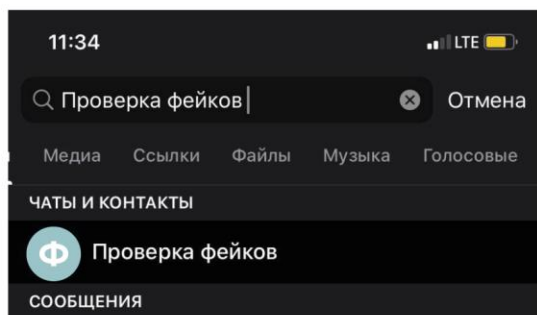 11:34 LTE
Проверка фейков Отмена
Медиа Ссылки Файлы Музыка Голосовые
ЧАТЫ И КОНТАКТЫ
Ф Проверка фейков
СООБЩЕНИЯ